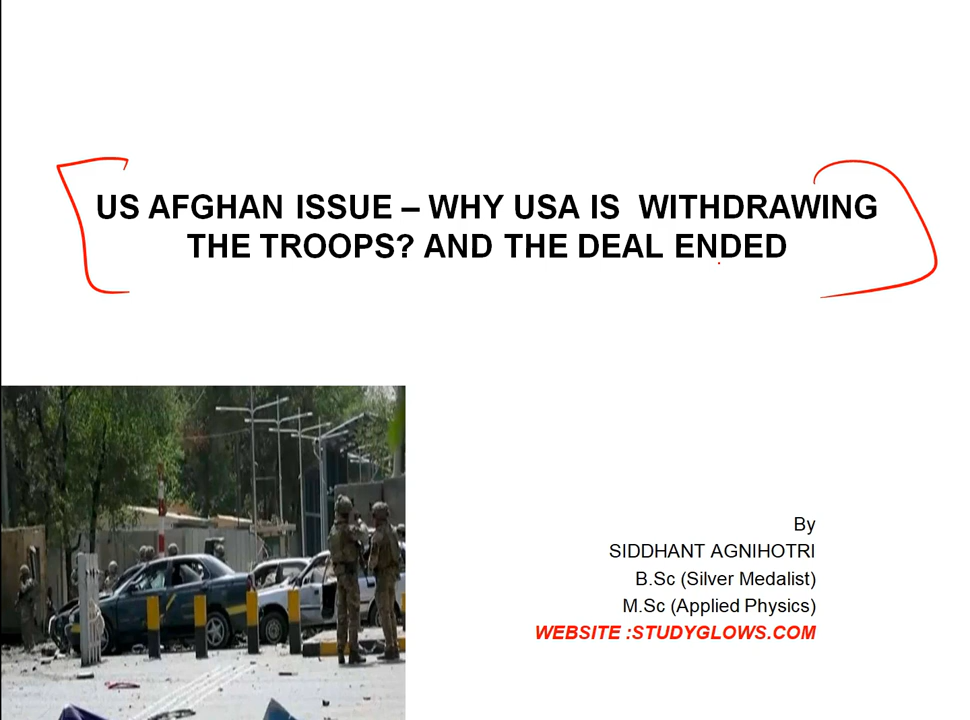 US AFGHAN ISSUE – WHY USA IS WITHDRAWING
THE TROOPS? AND THE DEAL ENDED
By
SIDDHANT AGNIHOTRI
B.Sc (Silver Medalist)
M.Sc (Applied Physics)
WEBSITE :STUDYGLOWS.COM